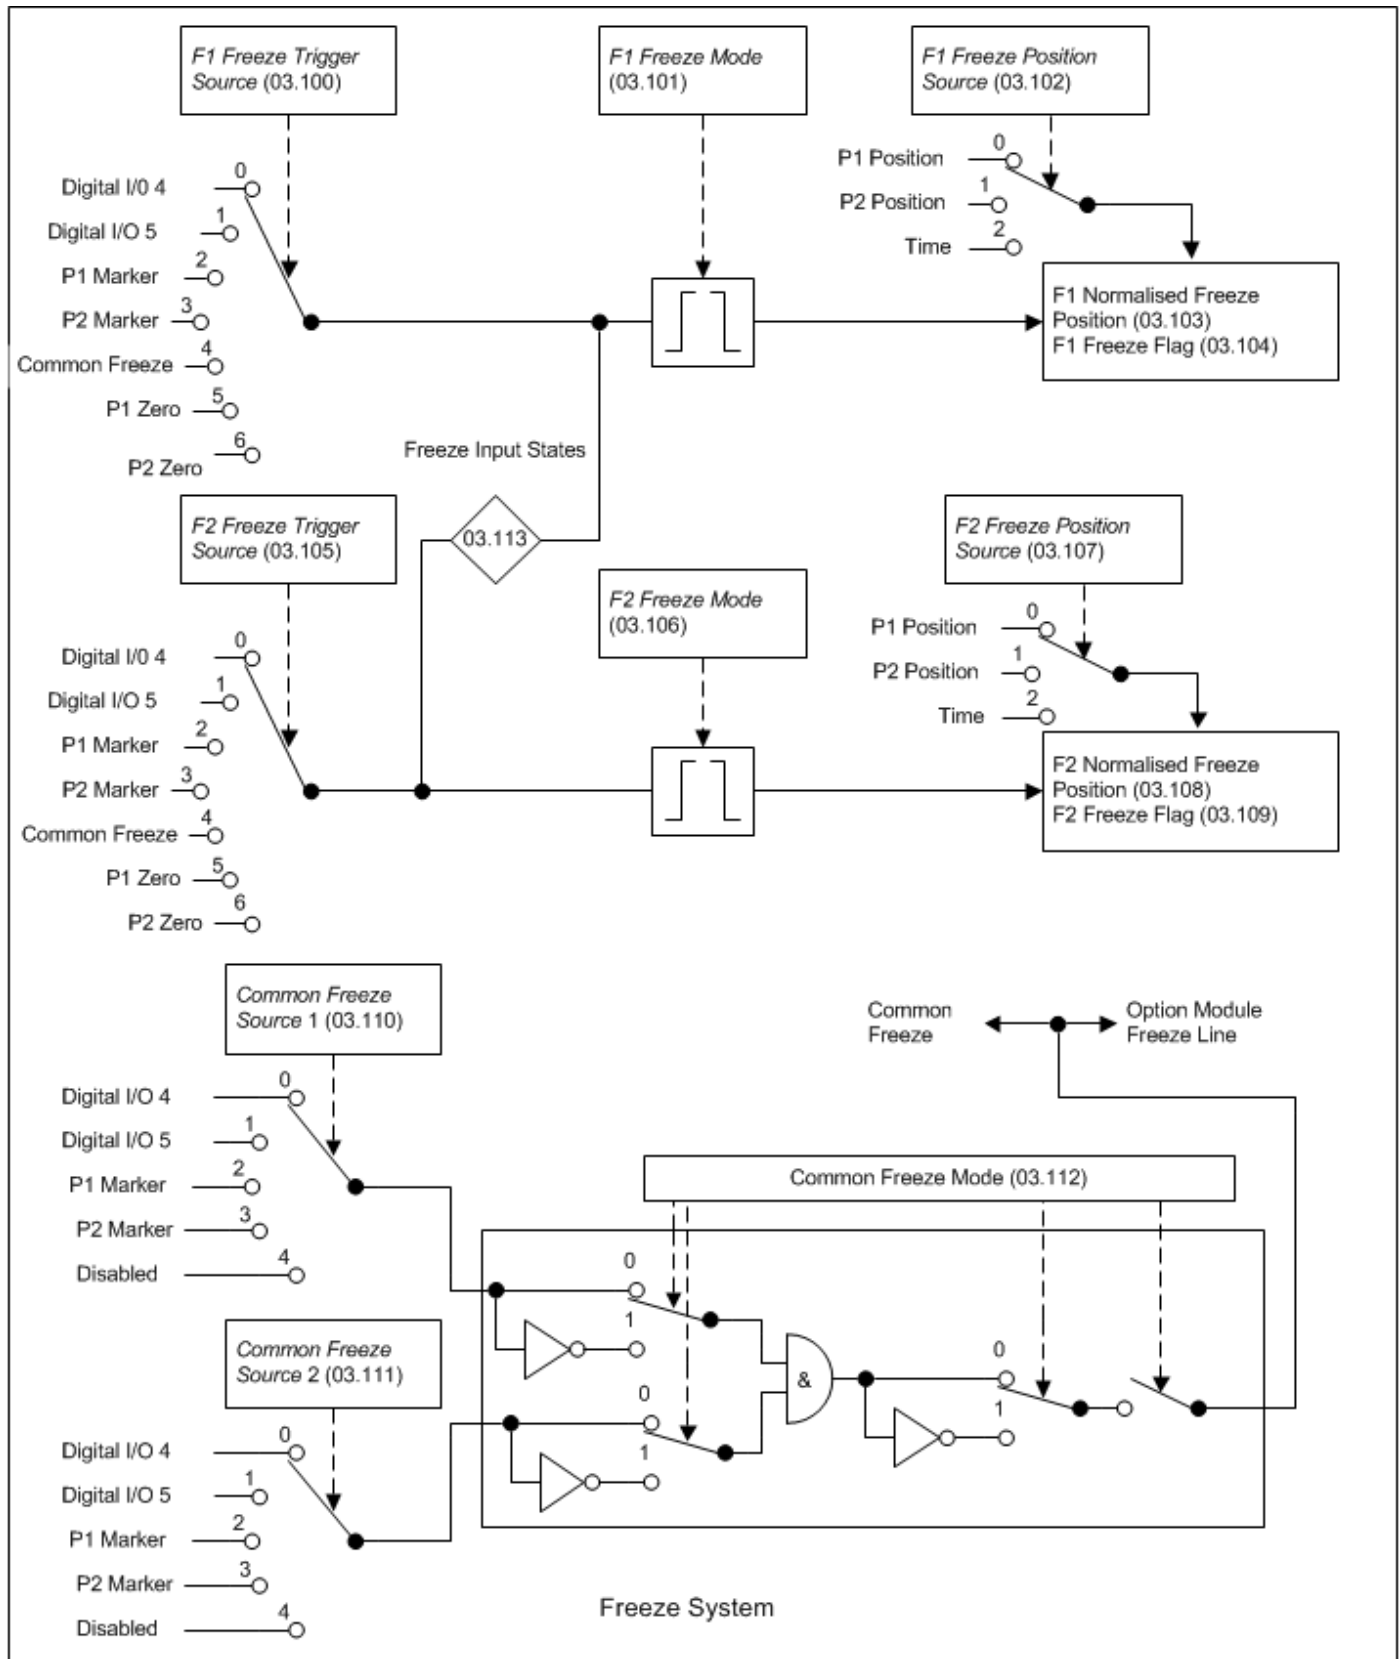 F1 Freeze Trigger
Source (03.100)
F1 Freeze Mode
(03.101)
F1 Freeze Position
Source (03.102)
0
Digital I/0 4
1
Digital I/O 5
2
P1 Marker
3
P2 Marker
4
Common Freeze
5
P1 Zero
6
P2 Zero
0
P1 Position
1
P2 Position
2
Time
F1 Normalised Freeze
Position (03.103)
F1 Freeze Flag (03.104)
Freeze Input States
03.113
F2 Freeze Trigger
Source (03.105)
F2 Freeze Mode
(03.106)
F2 Freeze Position
Source (03.107)
0
Digital I/0 4
1
Digital I/O 5
2
P1 Marker
3
P2 Marker
4
Common Freeze
5
P1 Zero
6
P2 Zero
0
P1 Position
1
P2 Position
2
Time
F2 Normalised Freeze
Position (03.108)
F2 Freeze Flag (03.109)
Common Freeze
Source 1 (03.110)
Common
Freeze
Option Module
Freeze Line
0
Digital I/O 4
1
Digital I/O 5
2
P1 Marker
3
P2 Marker
4
Disabled
Common Freeze Mode (03.112)
0
1
0
1
&
0
1
Common Freeze
Source 2 (03.111)
0
Digital I/O 4
1
Digital I/O 5
2
P1 Marker
3
P2 Marker
4
Disabled
Freeze System